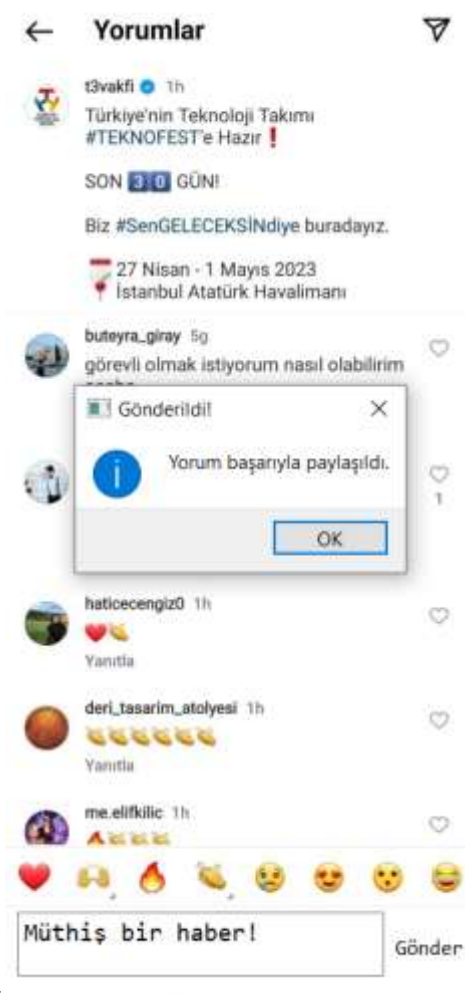 Yorumlar
t3vakfi 1h
Türkiye'nin Teknoloji Takımı
#TEKNOFEST'e Hazır❗
SON 3️⃣0️⃣ GÜN!
Biz #SenGELECEKSİNdiye buradayız.
📅 27 Nisan - 1 Mayıs 2023
📍 İstanbul Atatürk Havalimanı
buteyra_giray 5g
görevli olmak istiyorum nasıl olabilirim
Gönderildi!
Yorum başarıyla paylaşıldı.
1
OK
haticecengiz0 1h
❤️👏
Yanıtla
deri_tasarim_atolyesi 1h
👏👏👏👏👏👏
Yanıtla
me.elifkilic 1h
🔥👏👏👏
❤️ 🙌 🔥 👏 😢 😍 😮 😂
Müthiş bir haber!
Gönder